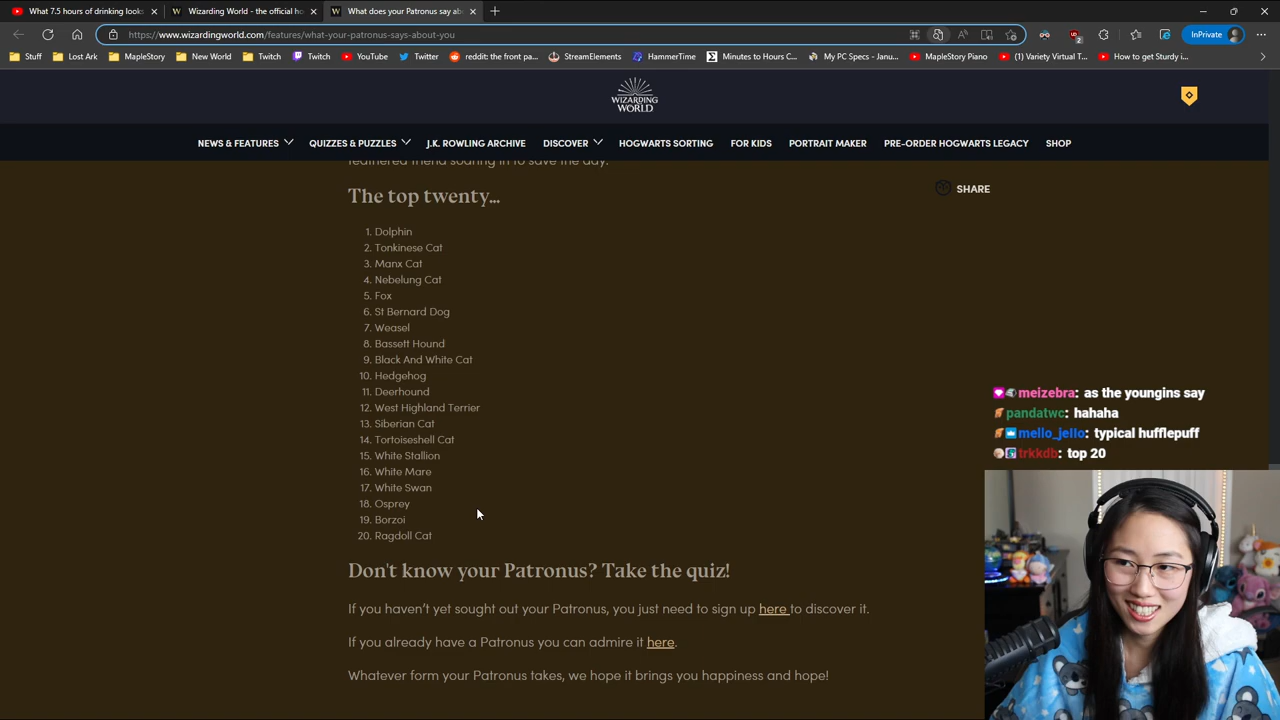 What 7.5 hours of drinking looks
Wizarding World - the official ho
What does your Patronus say ab
https://www.wizardingworld.com/features/what-your-patronus-says-about-you
InPrivate
Stuff
Lost Ark
MapleStory
New World
Twitch
Twitch
YouTube
Twitter
reddit: the front pa...
StreamElements
HammerTime
Minutes to Hours C...
My PC Specs - Janu...
MapleStory Piano
(1) Variety Virtual T...
How to get Sturdy i...
WIZARDING
WORLD
NEWS & FEATURES
QUIZZES & PUZZLES
J.K. ROWLING ARCHIVE
DISCOVER
HOGWARTS SORTING
FOR KIDS
PORTRAIT MAKER
PRE-ORDER HOGWARTS LEGACY
SHOP
feathered friend soaring in to save the day.
SHARE
The top twenty...
1. Dolphin
2. Tonkinese Cat
3. Manx Cat
4. Nebelung Cat
5. Fox
6. St Bernard Dog
7. Weasel
8. Bassett Hound
9. Black And White Cat
10. Hedgehog
11. Deerhound
12. West Highland Terrier
13. Siberian Cat
14. Tortoiseshell Cat
15. White Stallion
16. White Mare
17. White Swan
18. Osprey
19. Borzoi
20. Ragdoll Cat
meizebra: as the youngins say
pandatwc: hahaha
mello_jello: typical hufflepuff
trkkdb: top 20
Don't know your Patronus? Take the quiz!
If you haven't yet sought out your Patronus, you just need to sign up here to discover it.
If you already have a Patronus you can admire it here.
Whatever form your Patronus takes, we hope it brings you happiness and hope!